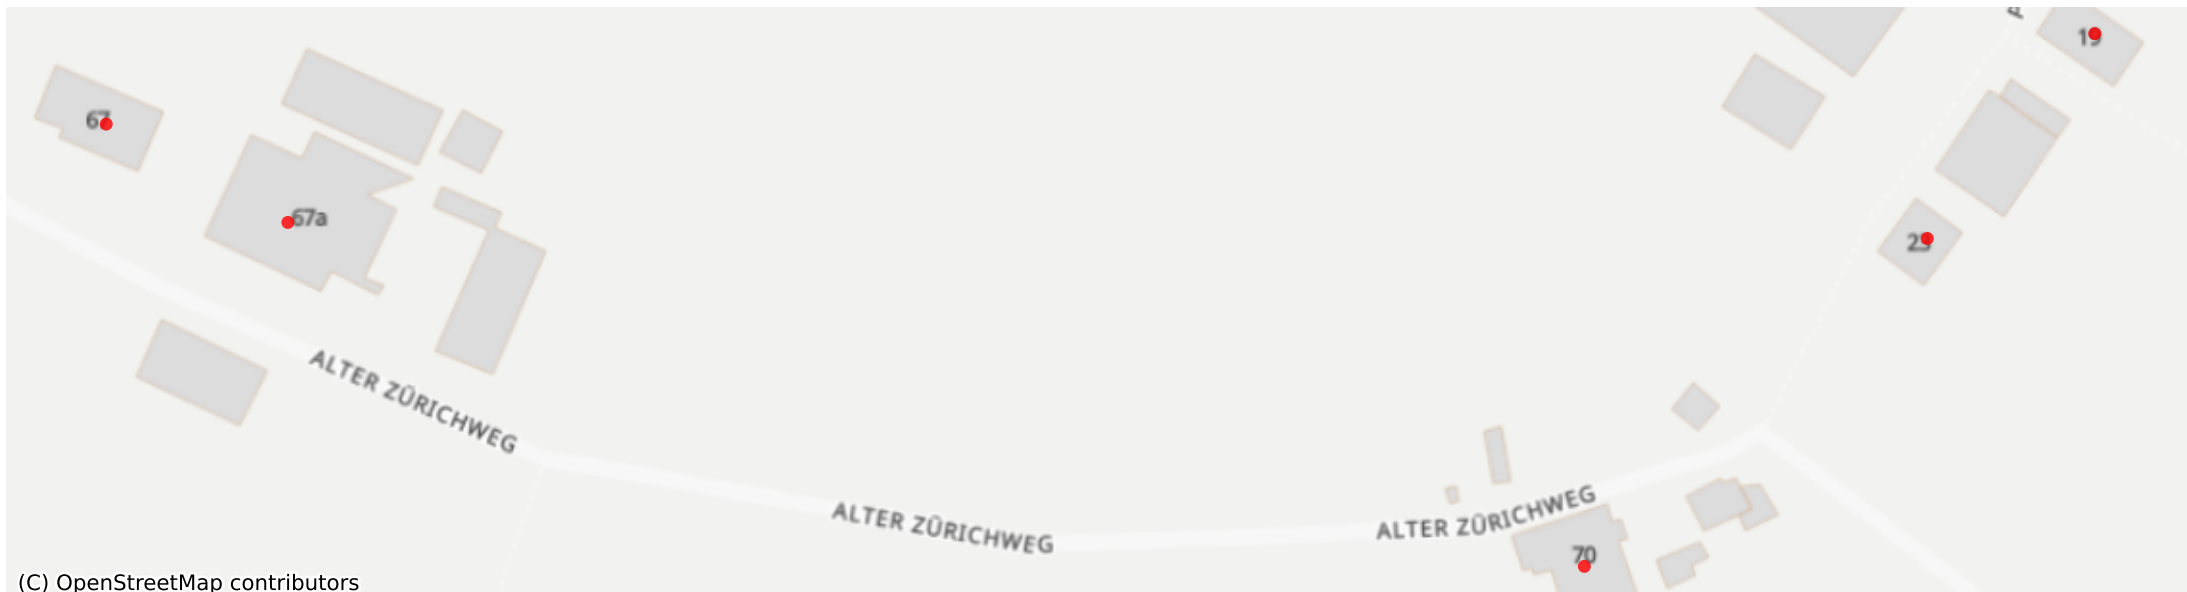 19
67
67a
23
ALTER ZÜRICHWEG
ALTER ZÜRICHWEG
ALTER ZÜRICHWEG
70
(C) OpenStreetMap contributors